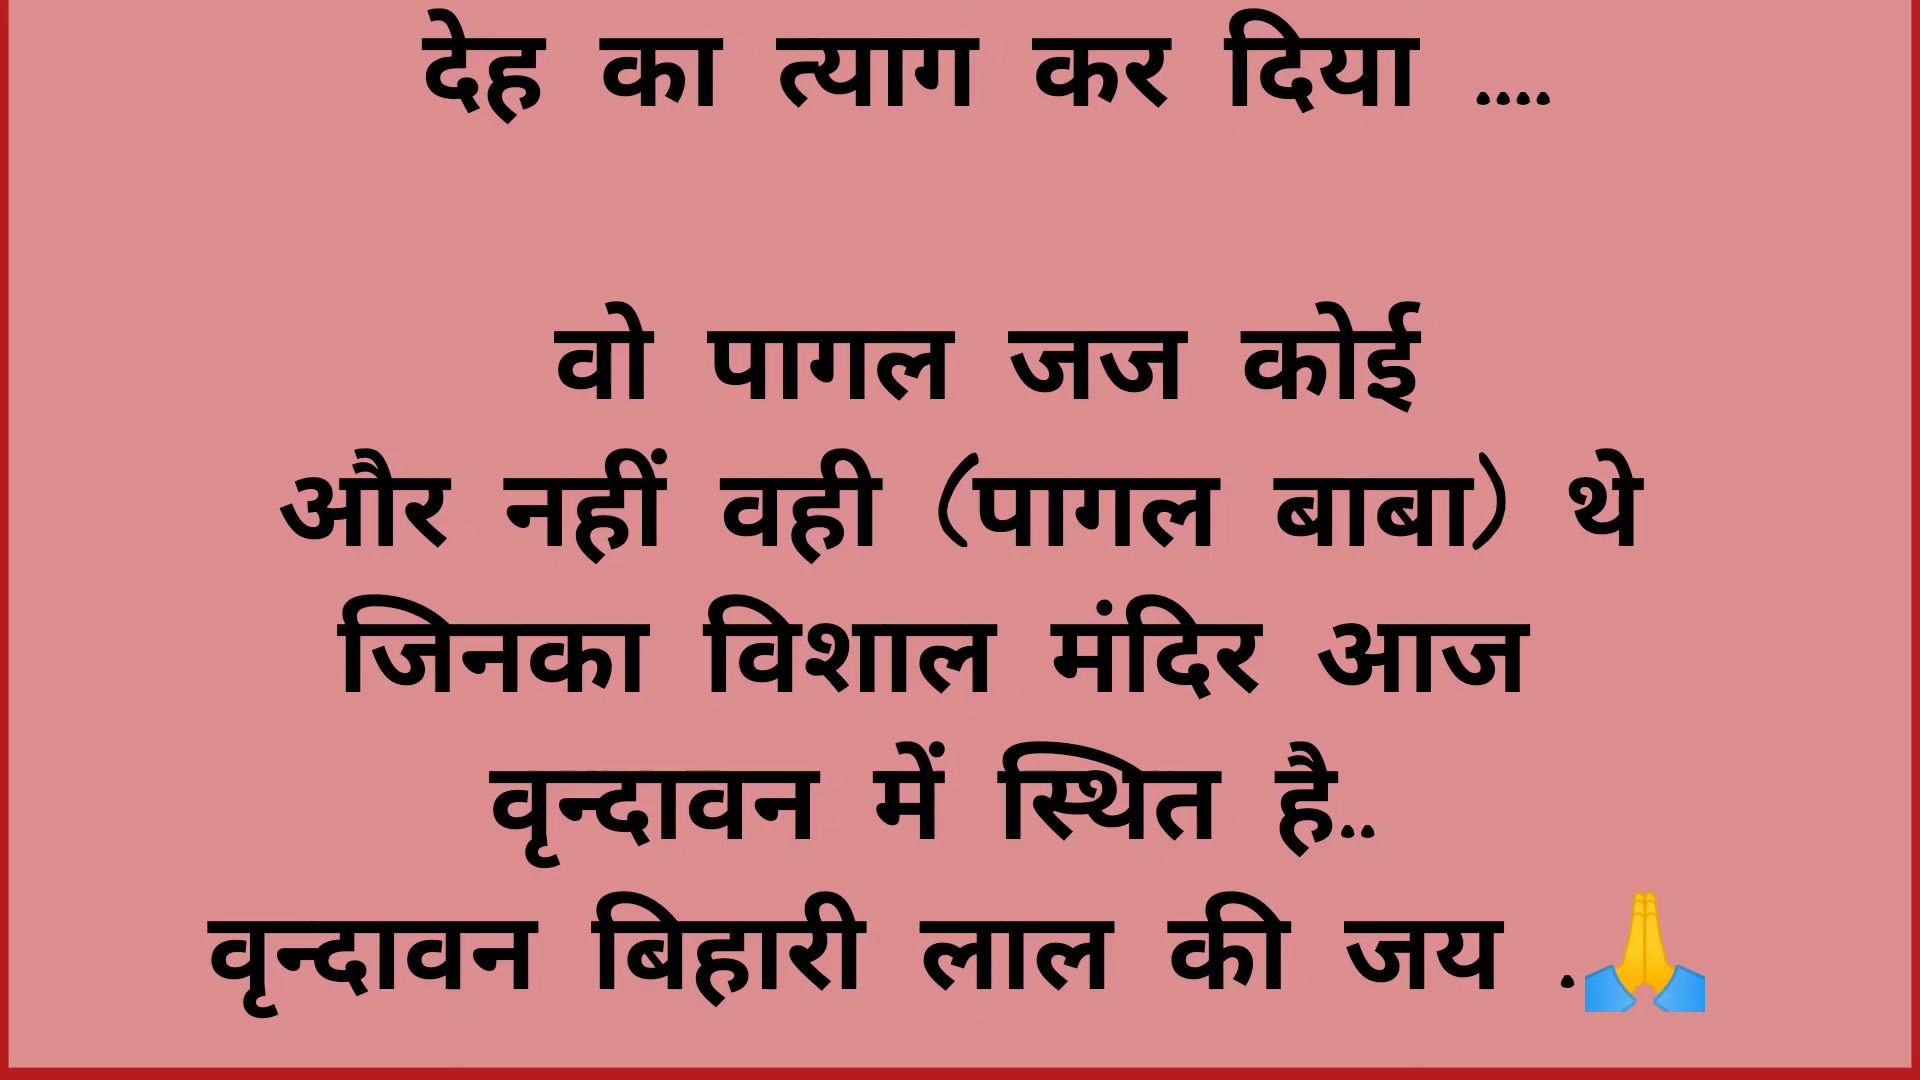 देह का त्याग कर दिया ....
वो पागल जज कोई
और नहीं वही (पागल बाबा) थे
जिनका विशाल मंदिर आज
वृन्दावन में स्थित है..
वृन्दावन बिहारी लाल की जय .🙏